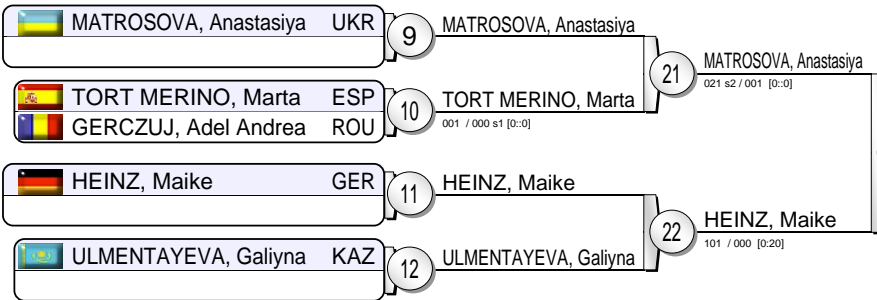 MATROSOVA, Anastasiya UKR
9
MATROSOVA, Anastasiya
21
MATROSOVA, Anastasiya
021 s2 / 001 [0::0]
TORT MERINO, Marta ESP
GERCZUJ, Adel Andrea ROU
10
TORT MERINO, Marta
001 / 000 s1 [0::0]
HEINZ, Maike GER
11
HEINZ, Maike
22
HEINZ, Maike
101 / 000 [0:20]
ULMENTAYEVA, Galiyna KAZ
12
ULMENTAYEVA, Galiyna